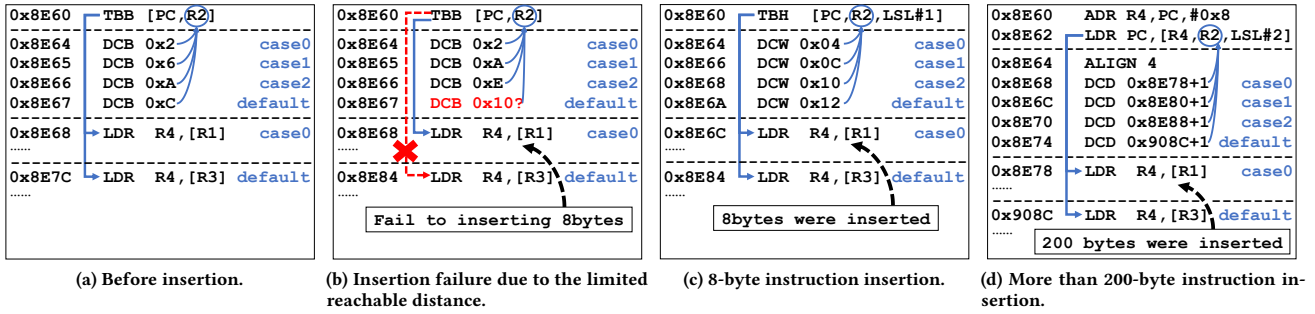 0x8E60 TBB [PC,R2]
0x8E64 DCB 0x2 case0
0x8E65 DCB 0x6 case1
0x8E66 DCB 0xA case2
0x8E67 DCB 0xC default
0x8E68 LDR R4,[R1] case0
......
0x8E7C LDR R4,[R3] default
......
(a) Before insertion.
0x8E60 TBB [PC,R2]
0x8E64 DCB 0x2 case0
0x8E65 DCB 0xA case1
0x8E66 DCB 0xE case2
0x8E67 DCB 0x10? default
0x8E68 LDR R4,[R1] case0
......
0x8E84 LDR R4,[R3] default
......
Fail to inserting 8bytes
(b) Insertion failure due to the limited
reachable distance.
0x8E60 TBH [PC,R2,LSL#1]
0x8E64 DCW 0x04 case0
0x8E66 DCW 0x0C case1
0x8E68 DCW 0x10 case2
0x8E6A DCW 0x12 default
0x8E6C LDR R4,[R1] case0
......
0x8E84 LDR R4,[R3] default
......
8bytes were inserted
(c) 8-byte instruction insertion.
0x8E60 ADR R4,PC,#0x8
0x8E62 LDR PC,[R4,R2,LSL#2]
0x8E64 ALIGN 4
0x8E68 DCD 0x8E78+1 case0
0x8E6C DCD 0x8E80+1 case1
0x8E70 DCD 0x8E88+1 case2
0x8E74 DCD 0x908C+1 default
0x8E78 LDR R4,[R1] case0
......
0x908C LDR R4,[R3] default
......
200 bytes were inserted
(d) More than 200-byte instruction in-
sertion.